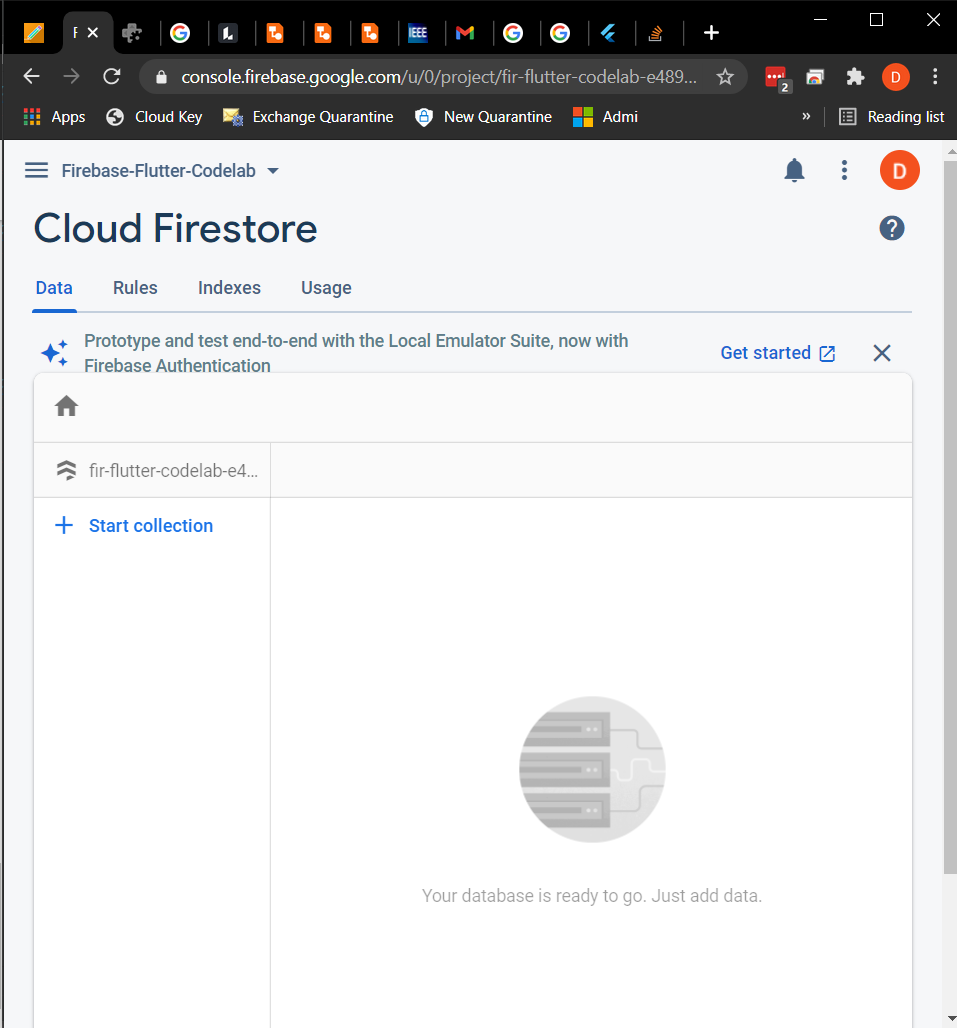 F
IEEE
console.firebase.google.com/u/0/project/fir-flutter-codelab-e489...
2
D
Apps
Cloud Key
Exchange Quarantine
New Quarantine
Admi
»
Reading list
Firebase-Flutter-Codelab
D
Cloud Firestore
?
Data
Rules
Indexes
Usage
Prototype and test end-to-end with the Local Emulator Suite, now with
Firebase Authentication
Get started
fir-flutter-codelab-e4...
+ Start collection
Your database is ready to go. Just add data.